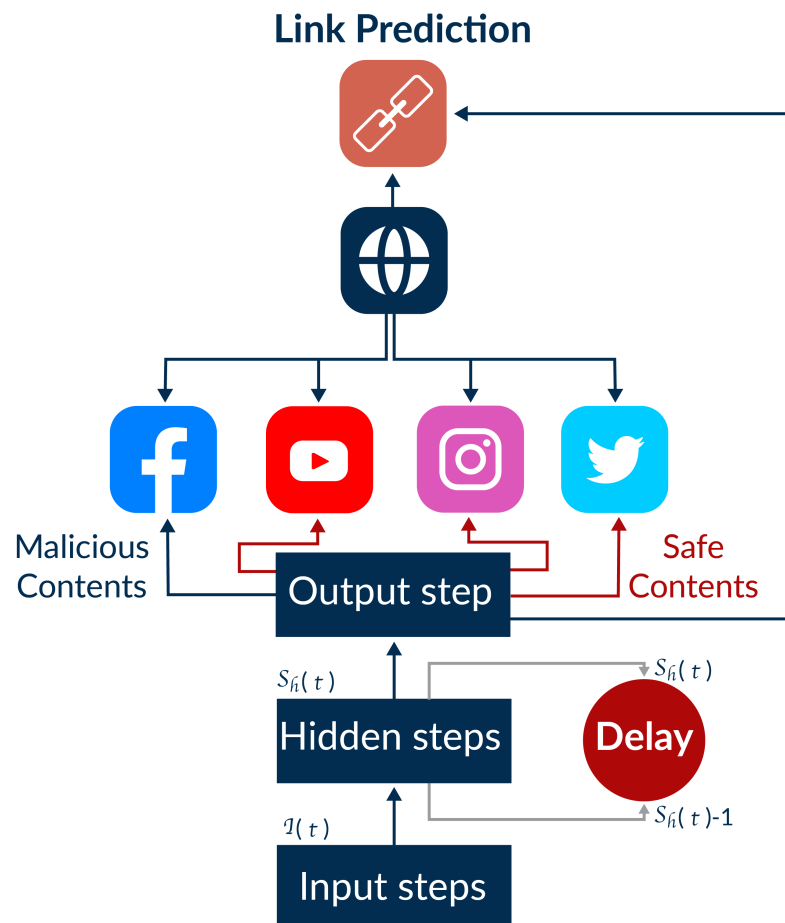 Link Prediction
Malicious
Contents
Safe
Contents
Output step
Sₕ( t )
Sₕ( t )
Hidden steps
Delay
I( t )
Sₕ( t )-1
Input steps